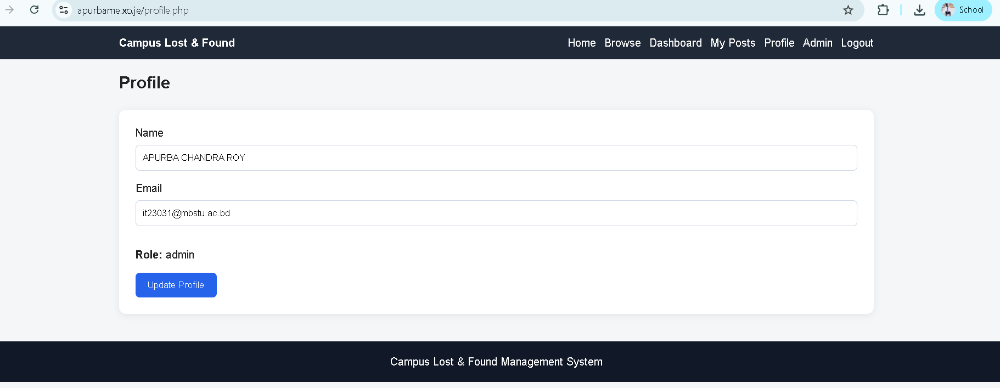 apurbame.xo.je/profile.php
School
Campus Lost & Found
Home Browse Dashboard My Posts Profile Admin Logout
Profile
Name
APURBA CHANDRA ROY
Email
it23031@mbstu.ac.bd
Role: admin
Update Profile
Campus Lost & Found Management System